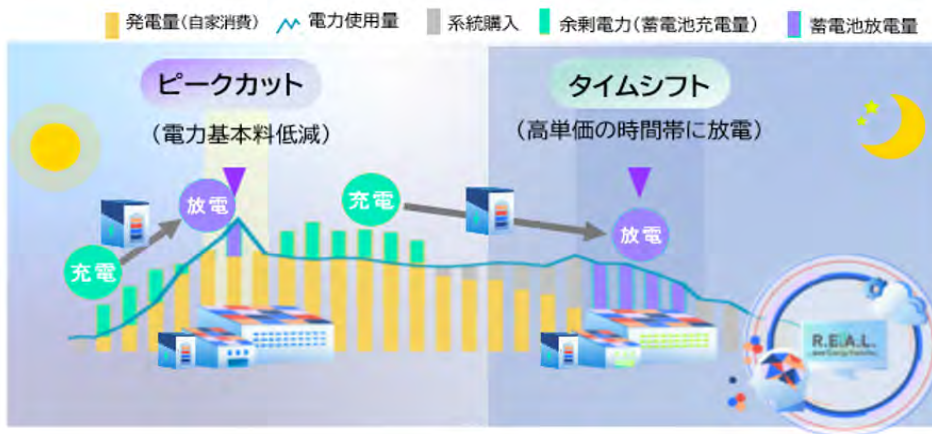 発電量(自家消費) 電力使用量 系統購入 余剰電力(蓄電池充電量) 蓄電池放電量
ピークカット
(電力基本料低減)
タイムシフト
(高単価の時間帯に放電)
放電
充電
充電
放電
R.E.A.L.